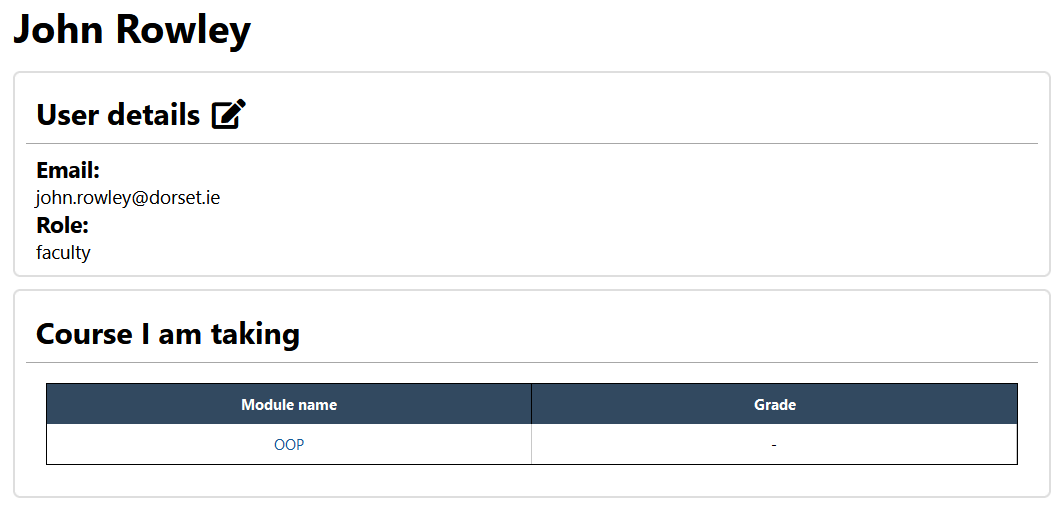 John Rowley
User details
Email:
john.rowley@dorset.ie
Role:
faculty
Course I am taking
Module name Grade
OOP -